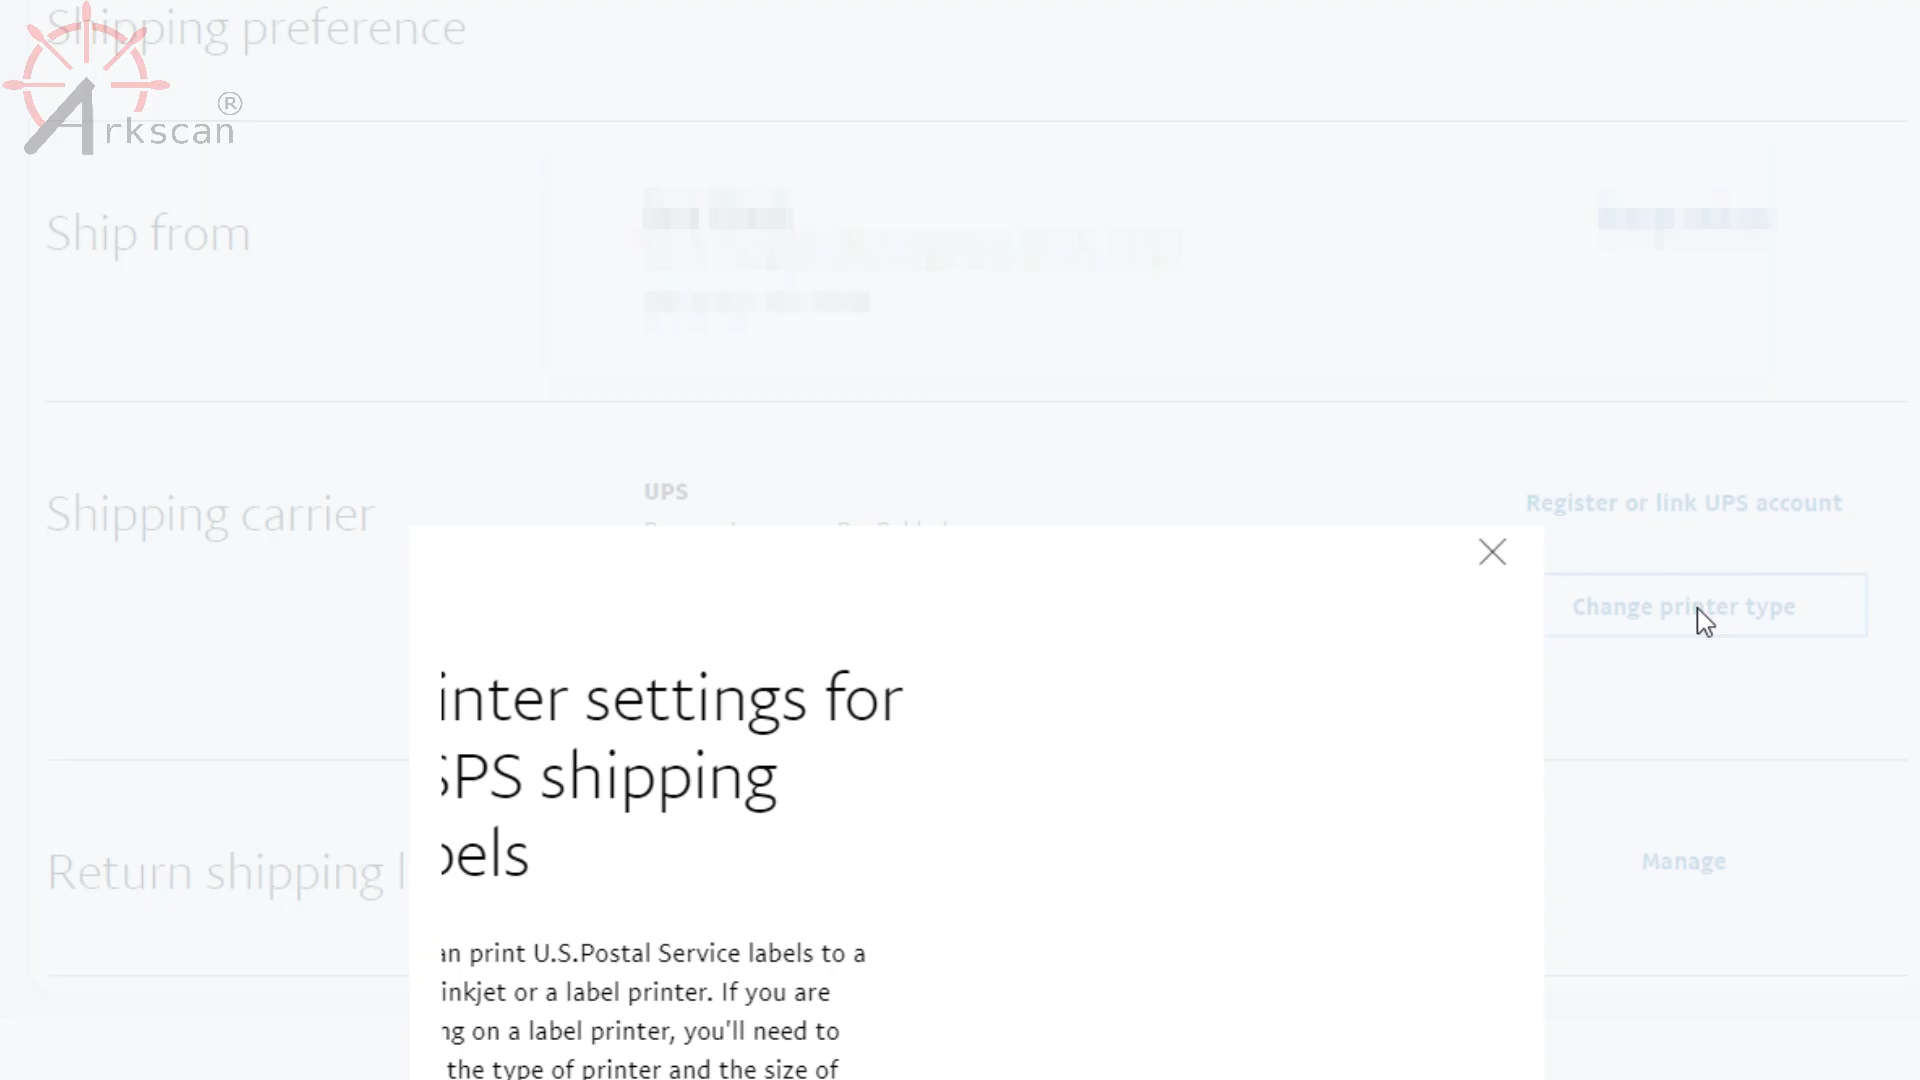 Shipping preference
Arkscan®
Ship from
Shipping carrier
UPS
Register or link UPS account
Change printer type
inter settings for
SPS shipping
bels
Return shipping l
Manage
an print U.S.Postal Service labels to a
inkjet or a label printer. If you are
ng on a label printer, you'll need to
the type of printer and the size of